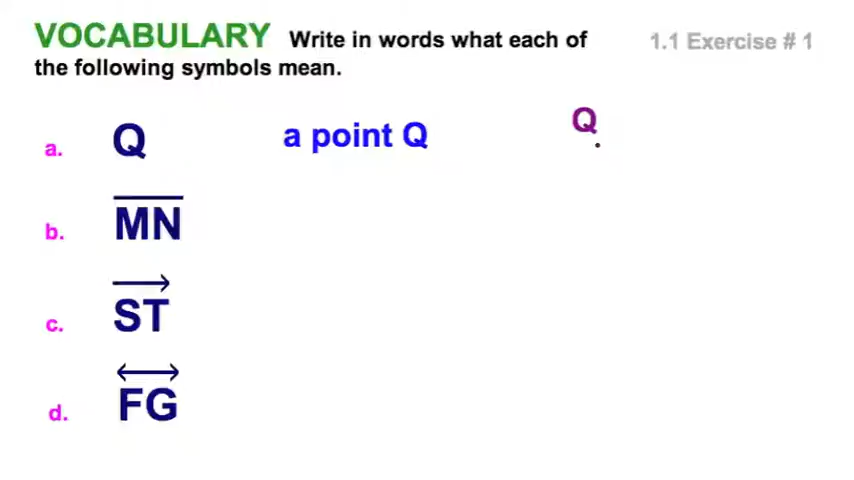 VOCABULARY Write in words what each of
the following symbols mean.
1.1 Exercise # 1
a. Q a point Q Q
b. MN
c. ST
d. FG